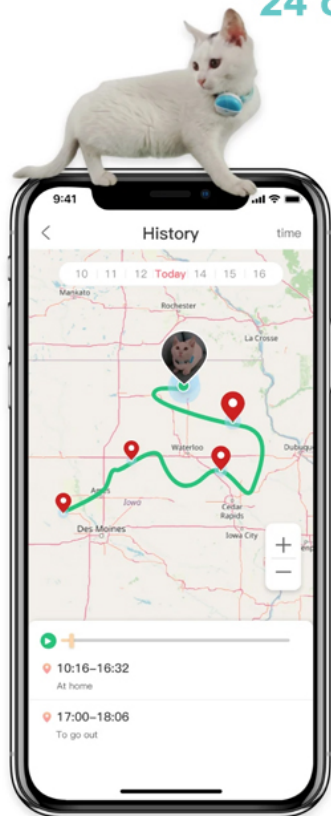 24
9:41
History
time
10 11 12 Today 14 15 16
Mankato
Rochester
La Crosse
Waterloo
Ames
Iowa
Cedar
Rapids
Iowa City
Des Moines
+
−
10:16-16:32
At home
17:00-18:06
To go out